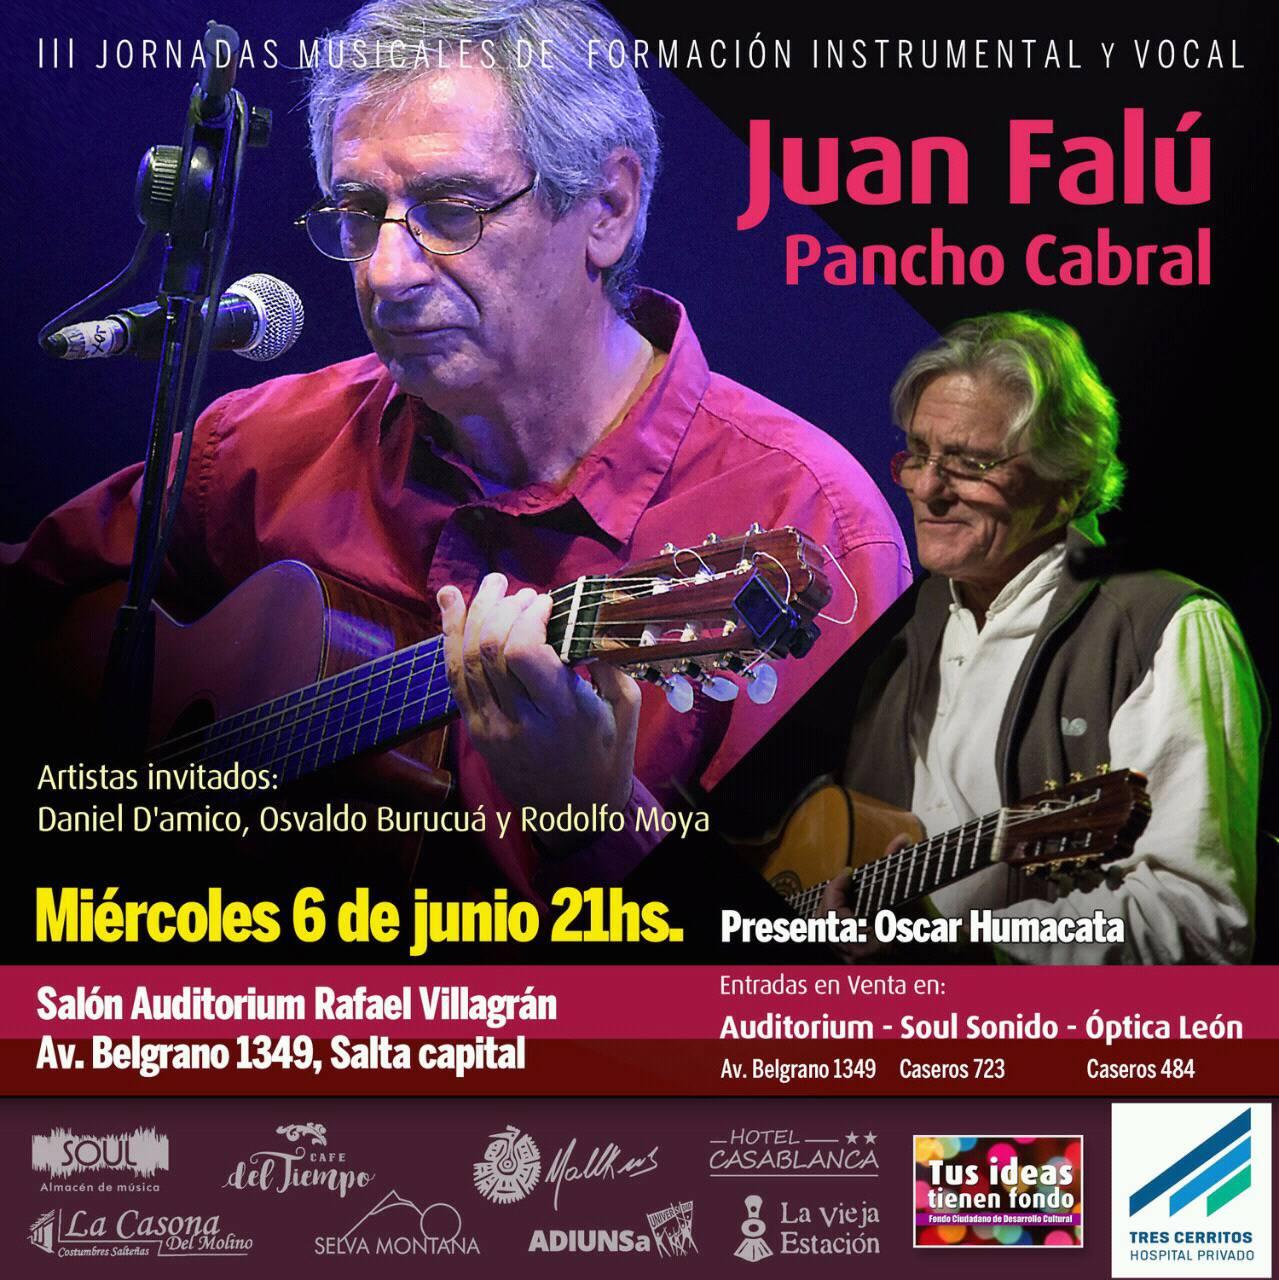 III JORNADAS MUSICALES DE FORMACIÓN INSTRUMENTAL Y VOCAL
Juan Falú
Pancho Cabral
Artistas invitados:
Daniel D'amico, Osvaldo Burucuá y Rodolfo Moya
Miércoles 6 de junio 21hs.
Presenta: Oscar Humacata
Salón Auditorium Rafael Villagrán
Av. Belgrano 1349, Salta capital
Entradas en Venta en:
Auditorium - Soul Sonido - Óptica León
Av. Belgrano 1349 Caseros 723 Caseros 484
SOUL
Almacén de música
CAFE
del Tiempo
Mallkus
HOTEL
CASABLANCA
Tus ideas
tienen fondo
Fondo Ciudadano de Desarrollo Cultural
La Casona
Del Molino
Costumbres Salteñas
SELVA MONTANA
ADIUNSa
La Vieja
Estación
TRES CERRITOS
HOSPITAL PRIVADO